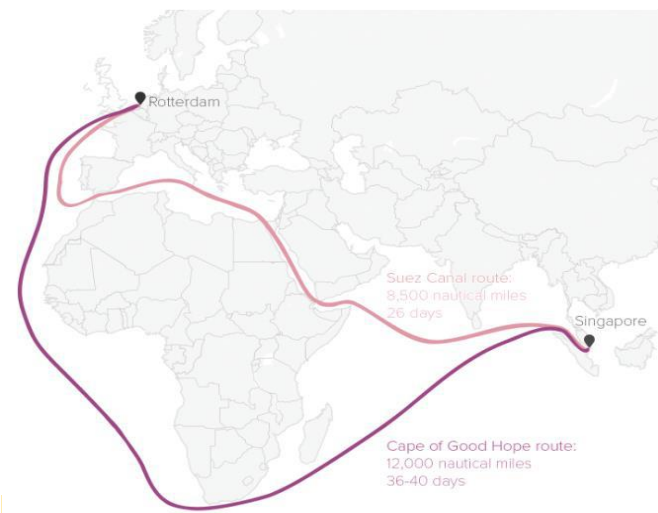 Rotterdam
Suez Canal route:
8,500 nautical miles
26 days
Singapore
Cape of Good Hope route:
12,000 nautical miles
36-40 days